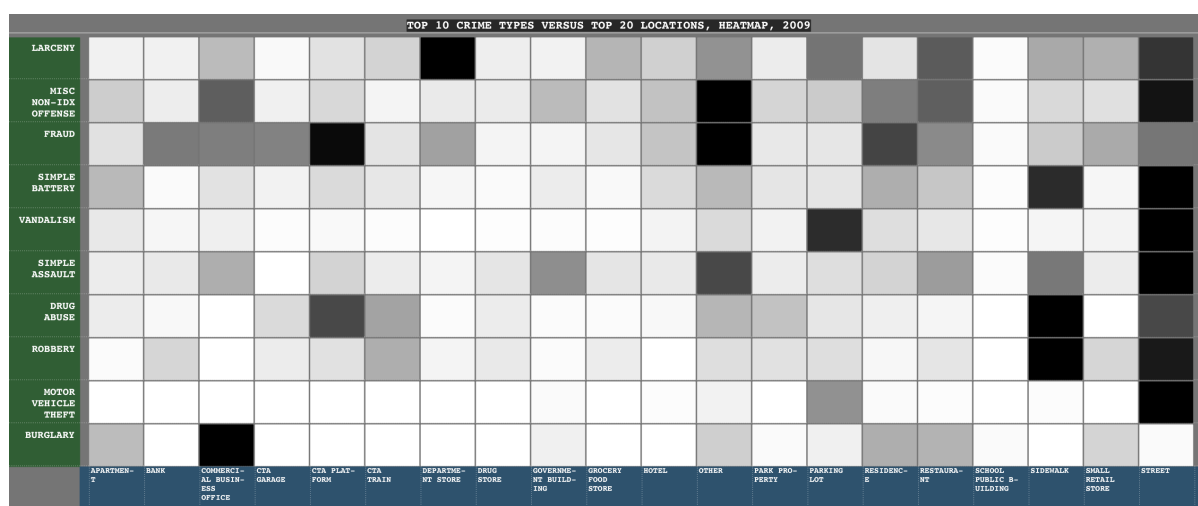 TOP 10 CRIME TYPES VERSUS TOP 20 LOCATIONS, HEATMAP, 2009
LARCENY
MISC
NON-IDX
OFFENSE
FRAUD
SIMPLE
BATTERY
VANDALISM
SIMPLE
ASSAULT
DRUG
ABUSE
ROBBERY
MOTOR
VEHICLE
THEFT
BURGLARY
APARTMEN-
T
BANK
COMMERCI-
AL BUSIN-
ESS
OFFICE
CTA
GARAGE
CTA PLAT-
FORM
CTA
TRAIN
DEPARTME-
NT STORE
DRUG
STORE
GOVERNME-
NT BUILD-
ING
GROCERY
FOOD
STORE
HOTEL
OTHER
PARK PRO-
PERTY
PARKING
LOT
RESIDENC-
E
RESTAURA-
NT
SCHOOL
PUBLIC B-
UILDING
SIDEWALK
SMALL
RETAIL
STORE
STREET